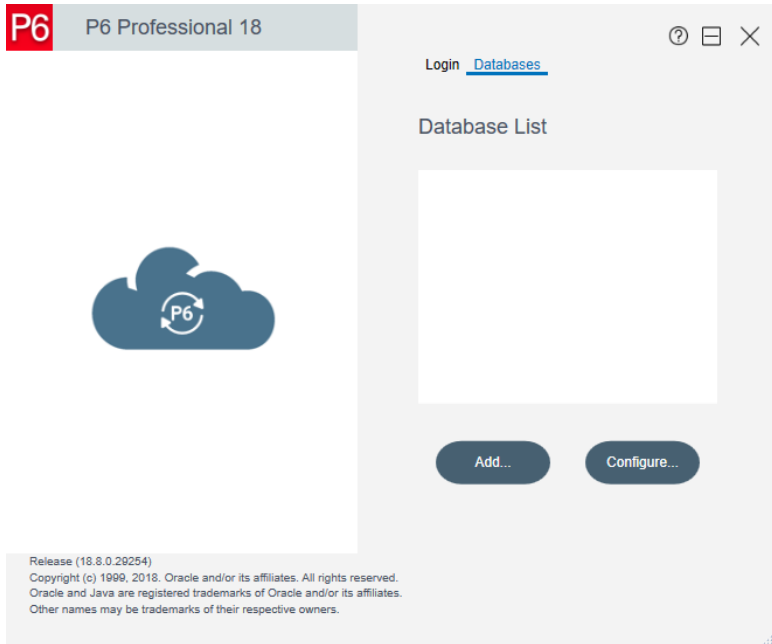 P6 P6 Professional 18
Login Databases
Database List
P6
Add... Configure...
Release (18.8.0.29254)
Copyright (c) 1999, 2018. Oracle and/or its affiliates. All rights reserved.
Oracle and Java are registered trademarks of Oracle and/or its affiliates.
Other names may be trademarks of their respective owners.